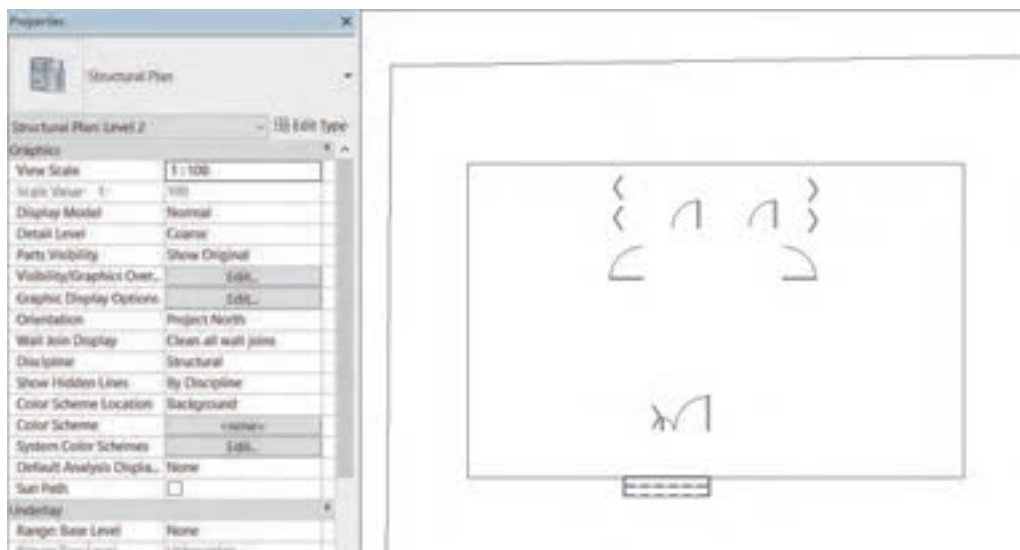 Properties ×
Structural Plan
Structural Plan: Level 2 Edit Type
Graphics
View Scale 1 : 100
Scale Value 1: 100
Display Model Normal
Detail Level Coarse
Parts Visibility Show Original
Visibility/Graphics Over... Edit...
Graphic Display Options Edit...
Orientation Project North
Wall Join Display Clean all wall joins
Discipline Structural
Show Hidden Lines By Discipline
Color Scheme Location Background
Color Scheme <none>
System Color Schemes Edit...
Default Analysis Displa... None
Sun Path
Underlay
Range: Base Level None